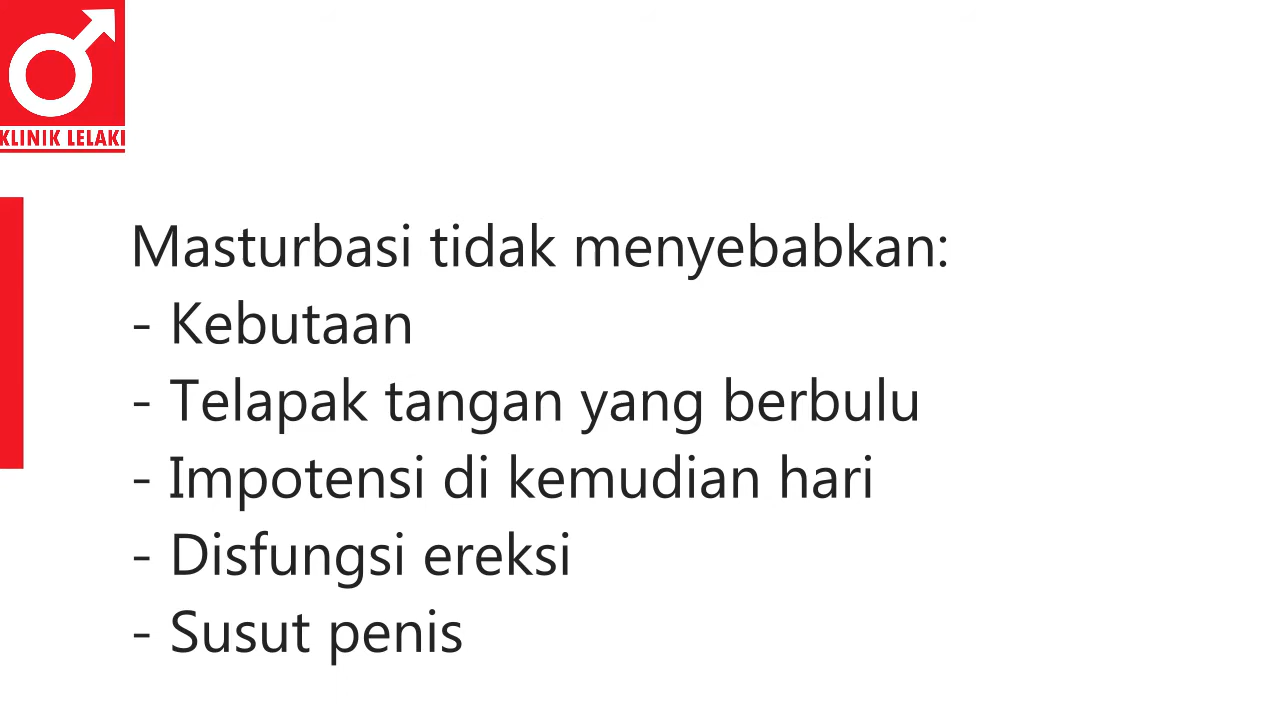 KLINIK LELAKI
Masturbasi tidak menyebabkan:
- Kebutaan
- Telapak tangan yang berbulu
- Impotensi di kemudian hari
- Disfungsi ereksi
- Susut penis